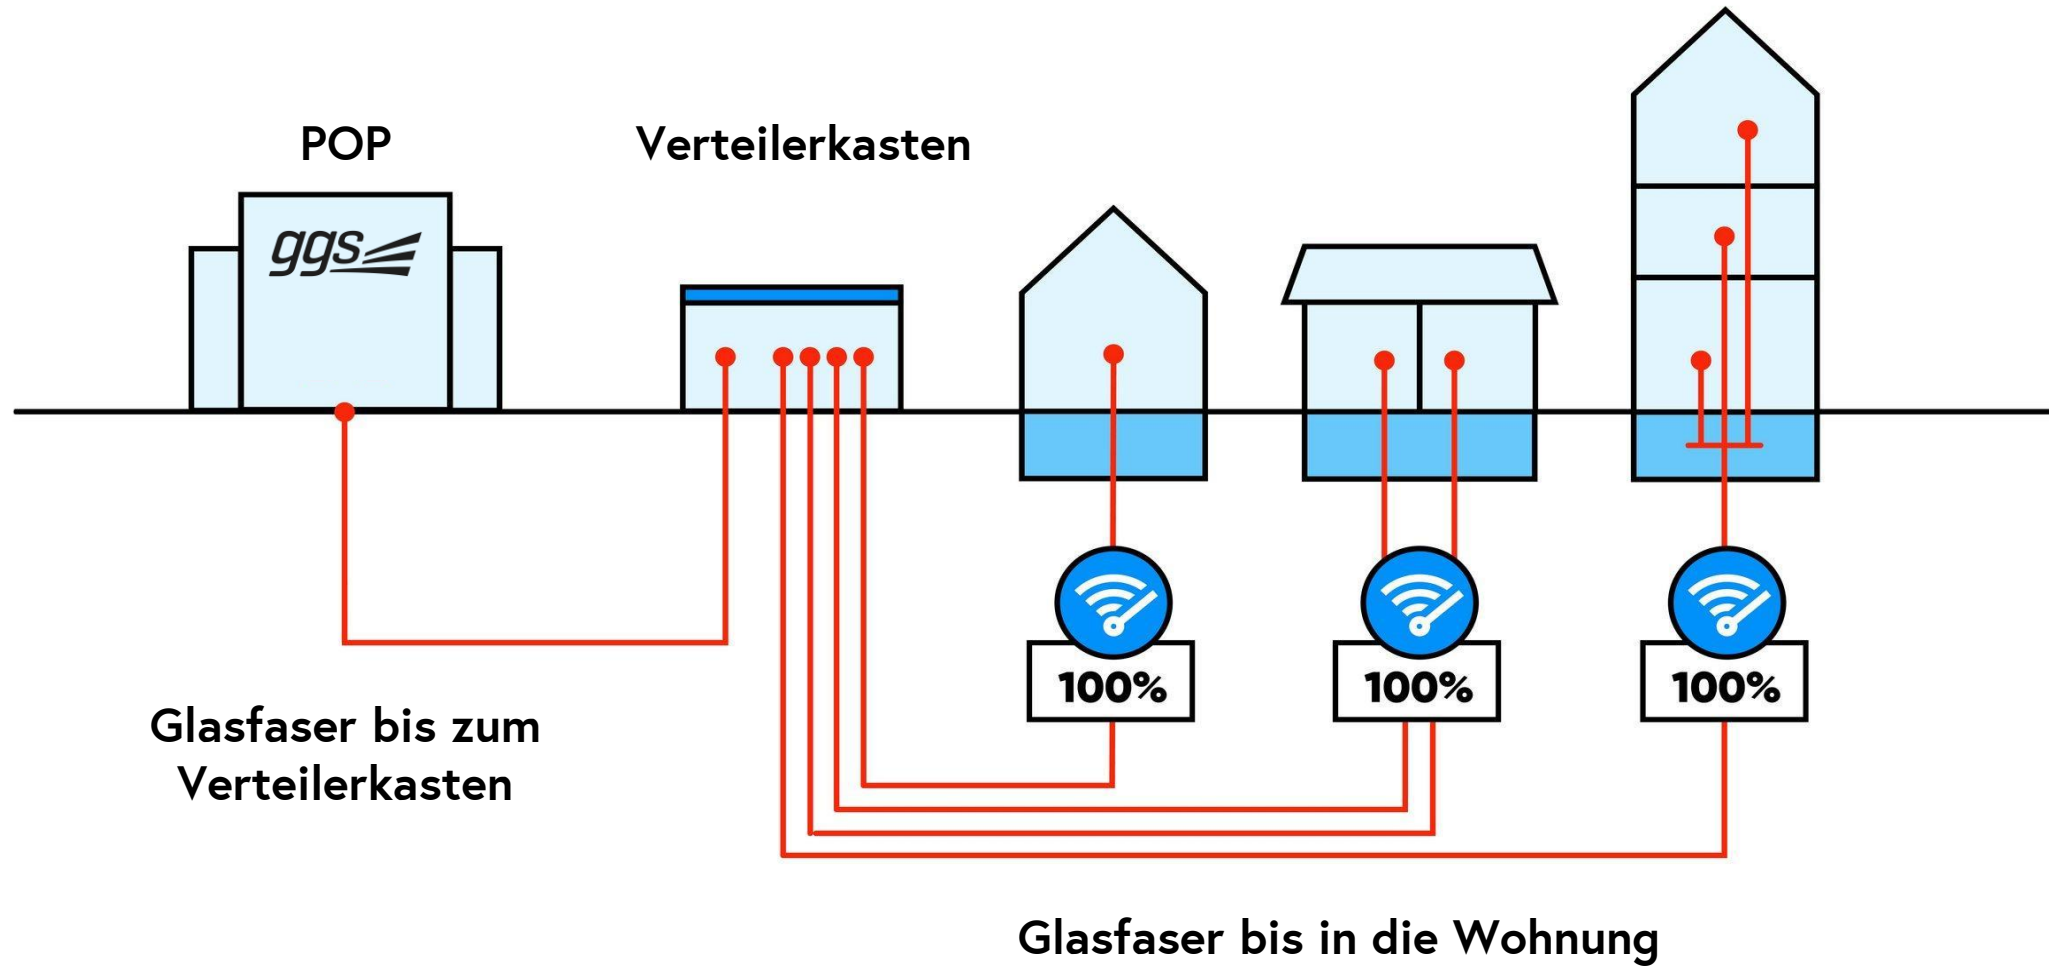 POP
Verteilerkasten
ggs
100%
100%
100%
Glasfaser bis zum
Verteilerkasten
Glasfaser bis in die Wohnung